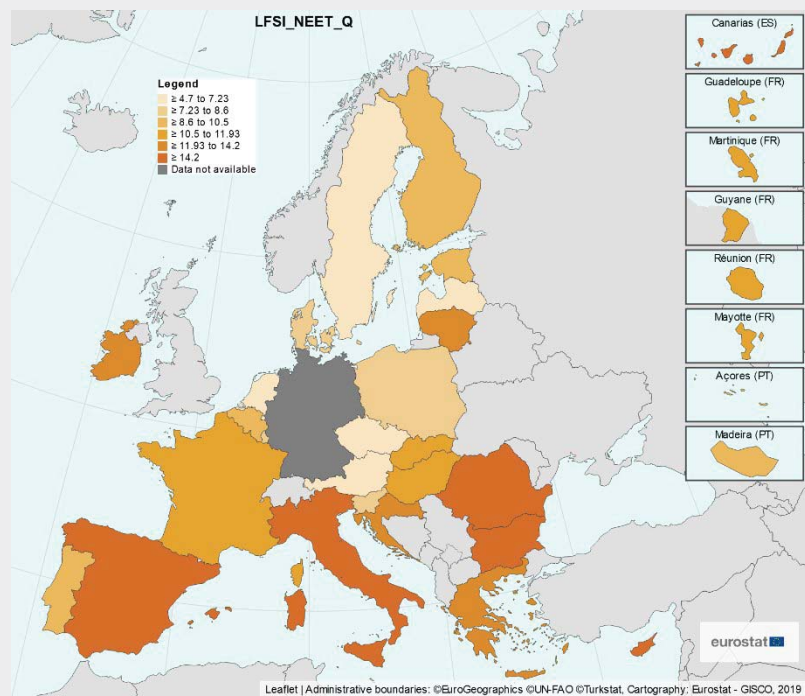 LFSI_NEET_Q
Legend
≥ 4.7 to 7.23
≥ 7.23 to 8.6
≥ 8.6 to 10.5
≥ 10.5 to 11.93
≥ 11.93 to 14.2
≥ 14.2
Data not available
Canarias (ES)
Guadeloupe (FR)
Martinique (FR)
Guyane (FR)
Réunion (FR)
Mayotte (FR)
Açores (PT)
Madeira (PT)
eurostat
Leaflet | Administrative boundaries: ©EuroGeographics ©UN-FAO ©Turkstat, Cartography: Eurostat - GISCO, 2019